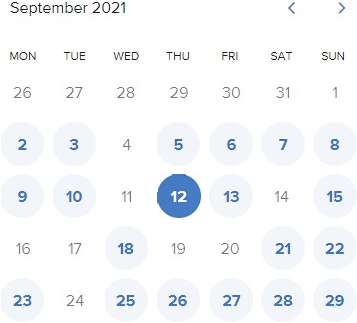 September 2021
MON TUE WED THU FRI SAT SUN
26 27 28 29 30 31 1
2 3 4 5 6 7 8
9 10 11 12 13 14 15
16 17 18 19 20 21 22
23 24 25 26 27 28 29